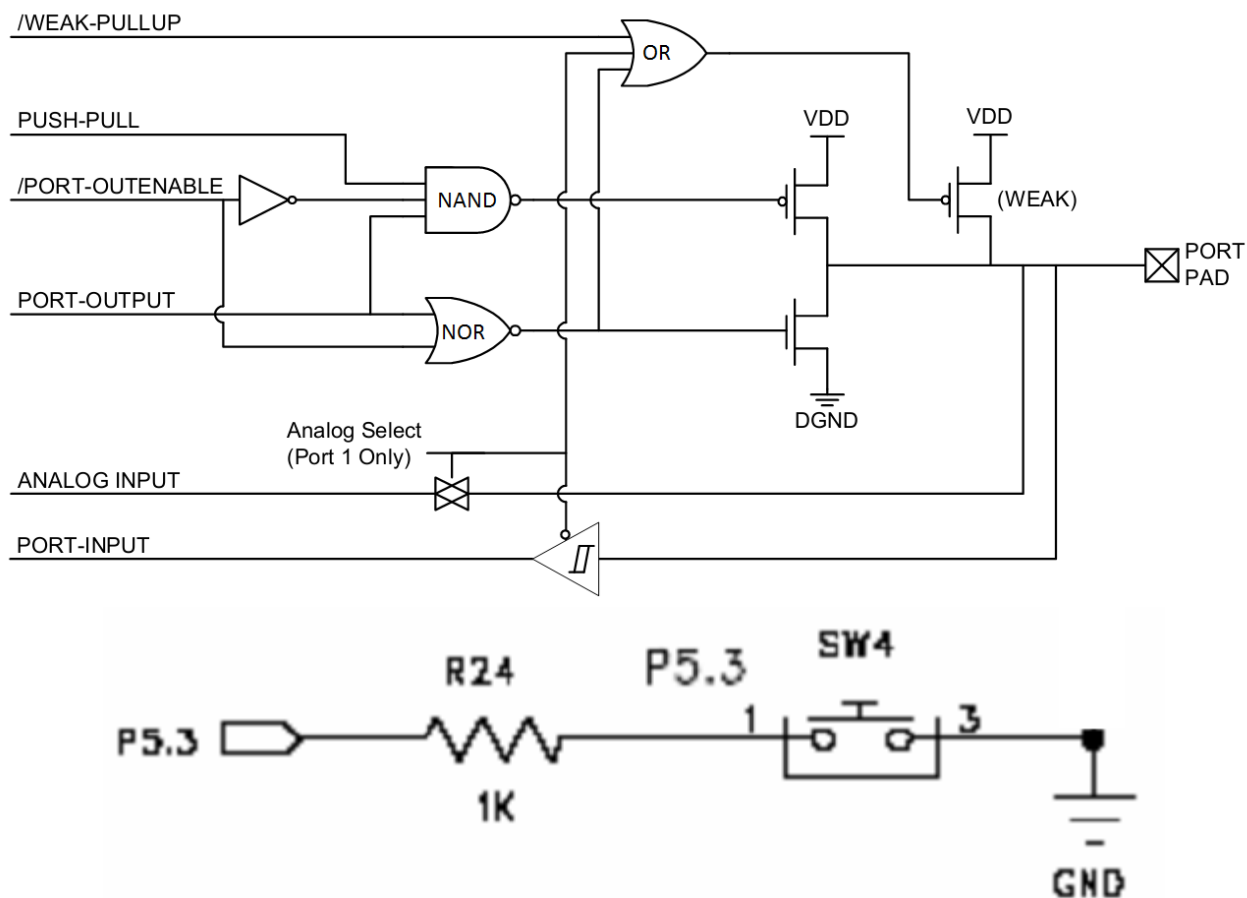 /WEAK-PULLUP
OR
PUSH-PULL
VDD
VDD
/PORT-OUTENABLE
NAND
(WEAK)
PORT
PAD
PORT-OUTPUT
NOR
DGND
Analog Select
(Port 1 Only)
ANALOG INPUT
PORT-INPUT
SW4
R24
P5.3
1
3
P5.3
1K
GND